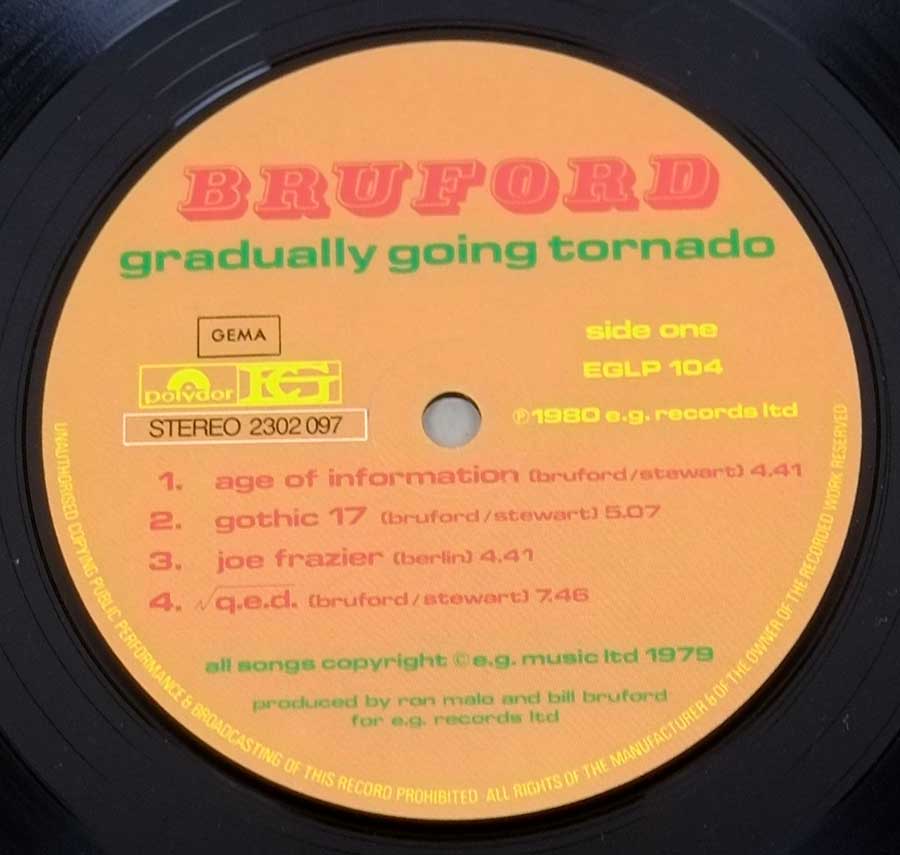 BRUFORD
gradually going tornado
GEMA
side one
polydor EG
EGLP 104
STEREO 2302 097
℗1980 e.g. records ltd
1. age of information (bruford/stewart) 4.41
2. gothic 17 (bruford/stewart) 5.07
3. joe frazier (berlin) 4.41
4. √q.e.d. (bruford/stewart) 7.46
all songs copyright ©e.g. music ltd 1979
produced by ron malo and bill bruford
for e.g. records ltd
UNAUTHORISED COPYING PUBLIC PERFORMANCE & BROADCASTING OF THIS RECORD PROHIBITED · ALL RIGHTS OF THE MANUFACTURER & OF THE OWNER OF THE RECORDED WORK RESERVED